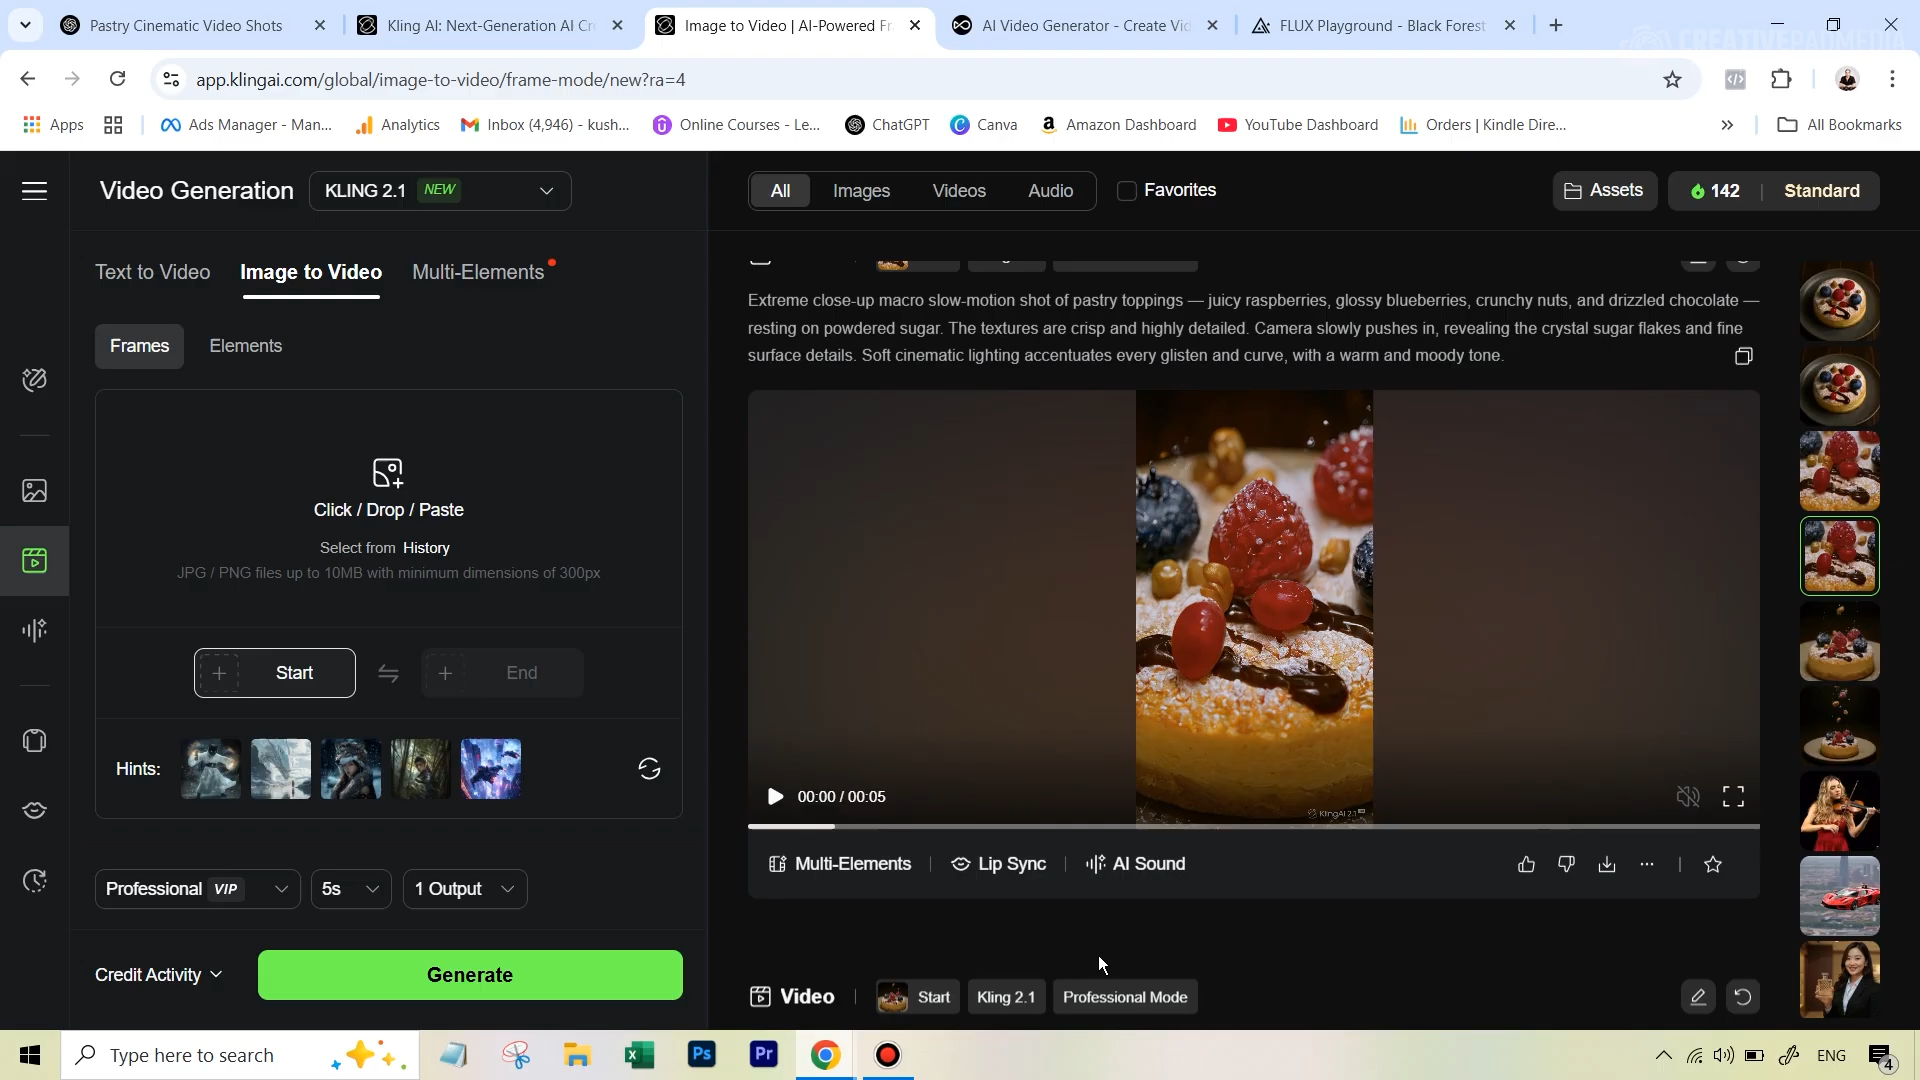 Pastry Cinematic Video Shots
Kling AI: Next-Generation AI Cr
Image to Video | AI-Powered Fr
AI Video Generator - Create Vid
FLUX Playground - Black Forest
CREATIVEPADMEDIA
app.klingai.com/global/image-to-video/frame-mode/new?ra=4
Apps
Ads Manager - Man...
Analytics
Inbox (4,946) - kush...
Online Courses - Le...
ChatGPT
Canva
Amazon Dashboard
YouTube Dashboard
Orders | Kindle Dire...
All Bookmarks
Video Generation
KLING 2.1 NEW
All
Images
Videos
Audio
Favorites
Assets
142
Standard
Text to Video
Image to Video
Multi-Elements
Frames
Elements
Click / Drop / Paste
Select from History
JPG / PNG files up to 10MB with minimum dimensions of 300px
Start
End
Hints:
Professional VIP
5s
1 Output
Credit Activity
Generate
Extreme close-up macro slow-motion shot of pastry toppings — juicy raspberries, glossy blueberries, crunchy nuts, and drizzled chocolate —
resting on powdered sugar. The textures are crisp and highly detailed. Camera slowly pushes in, revealing the crystal sugar flakes and fine
surface details. Soft cinematic lighting accentuates every glisten and curve, with a warm and moody tone.
KlingAI 2.1
00:00 / 00:05
Multi-Elements
Lip Sync
AI Sound
Video
Start
Kling 2.1
Professional Mode
Type here to search
Ps
Pr
ENG
4